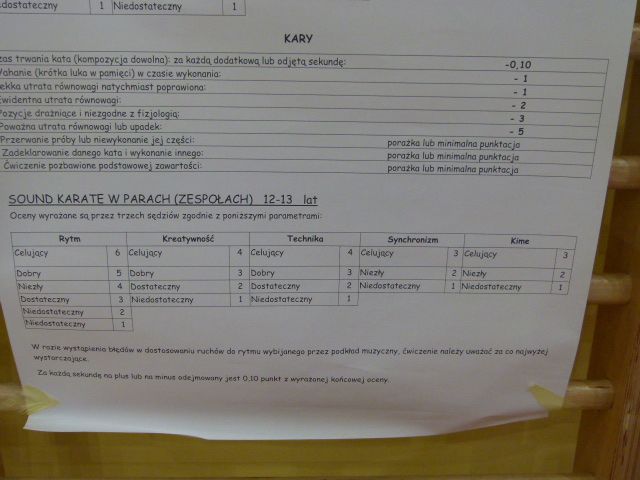 dostateczny 1 Niedostateczny 1
KARY
zas trwania kata (kompozycja dowolna): za każdą dodatkową lub odjętą sekundę: -0,10
Wahanie (krótka luka w pamięci) w czasie wykonania: - 1
ekka utrata równowagi natychmiast poprawiona: - 1
Ewidentna utrata równowagi: - 2
Pozycje drażniące i niezgodne z fizjologią: - 3
Poważna utrata równowagi lub upadek: - 5
Przerwanie próby lub niewykonanie jej części: porażka lub minimalna punktacja
Zadeklarowanie danego kata i wykonanie innego: porażka lub minimalna punktacja
Ćwiczenie pozbawione podstawowej zawartości: porażka lub minimalna punktacja
SOUND KARATE W PARACH (ZESPOŁACH) 12-13 lat
Oceny wyrażane są przez trzech sędziów zgodnie z poniższymi parametrami:
Rytm Kreatywność Technika Synchronizm Kime
Celujący 6 Celujący 4 Celujący 4 Celujący 3 Celujący 3
Dobry 5 Dobry 3 Dobry 3 Niezły 2 Niezły 2
Niezły 4 Dostateczny 2 Dostateczny 2 Niedostateczny 1 Niedostateczny 1
Dostateczny 3 Niedostateczny 1 Niedostateczny 1
Niedostateczny 2
Niedostateczny 1
W razie wystąpienia błędów w dostosowaniu ruchów do rytmu wybijanego przez podkład muzyczny, ćwiczenie należy uważać za co najwyżej
wystarczające.
Za każdą sekundę na plus lub na minus odejmowany jest 0,10 punkt z wyrażonej końcowej oceny.